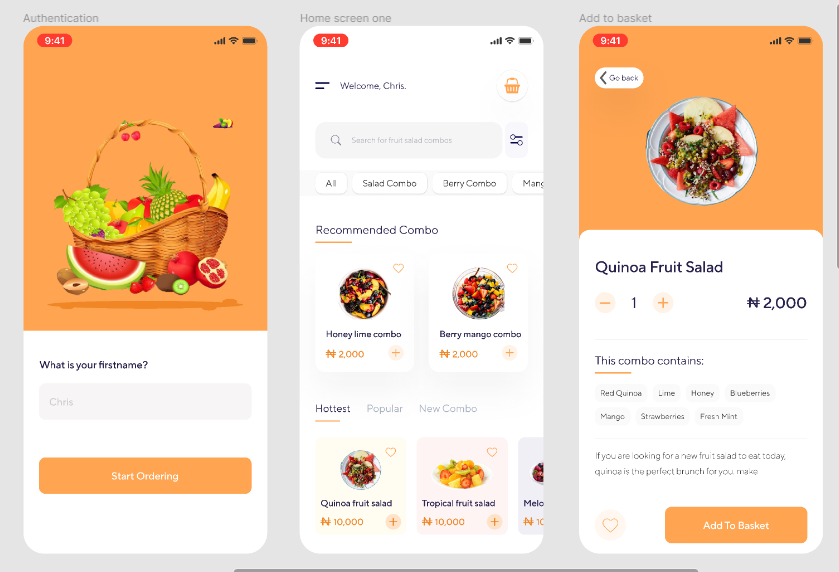 Authentication
9:41
What is your firstname?
Chris
Start Ordering
Home screen one
9:41
Welcome, Chris.
Search for fruit salad combos
All
Salad Combo
Berry Combo
Mang
Recommended Combo
Honey lime combo
₦ 2,000
Berry mango combo
₦ 2,000
Hottest
Popular
New Combo
Quinoa fruit salad
₦ 10,000
Tropical fruit salad
₦ 10,000
Melo
₦ 10
Add to basket
9:41
Go back
Quinoa Fruit Salad
1
₦ 2,000
This combo contains:
Red Quinoa
Lime
Honey
Blueberries
Mango
Strawberries
Fresh Mint
If you are looking for a new fruit salad to eat today,
quinoa is the perfect brunch for you. make
Add To Basket